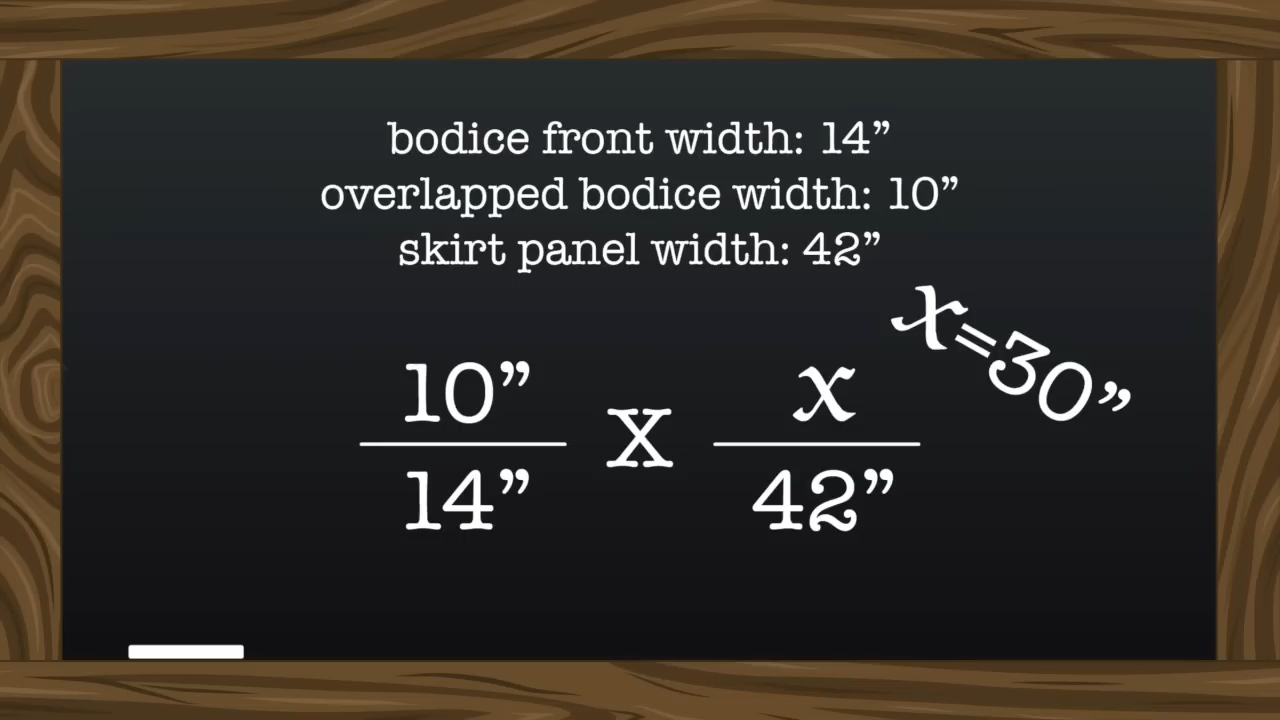 bodice front width: 14”
overlapped bodice width: 10”
skirt panel width: 42”
x=30”
10” x x
14” 42”